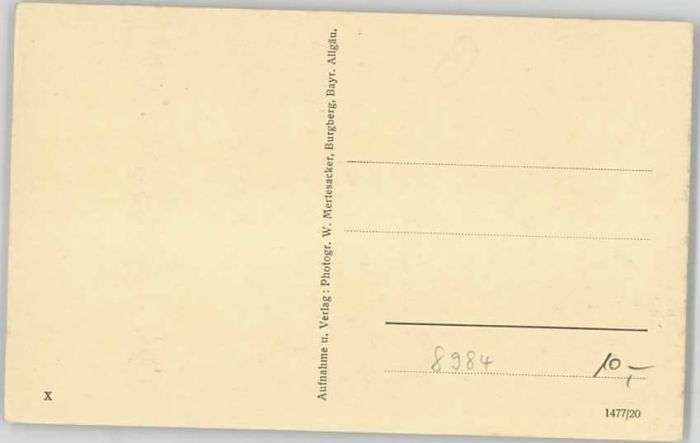 Aufnahme u. Verlag: Photogr. W. Mertesacker, Burgberg, Bayr. Allgäu.
8984
10,-
X
1477/20